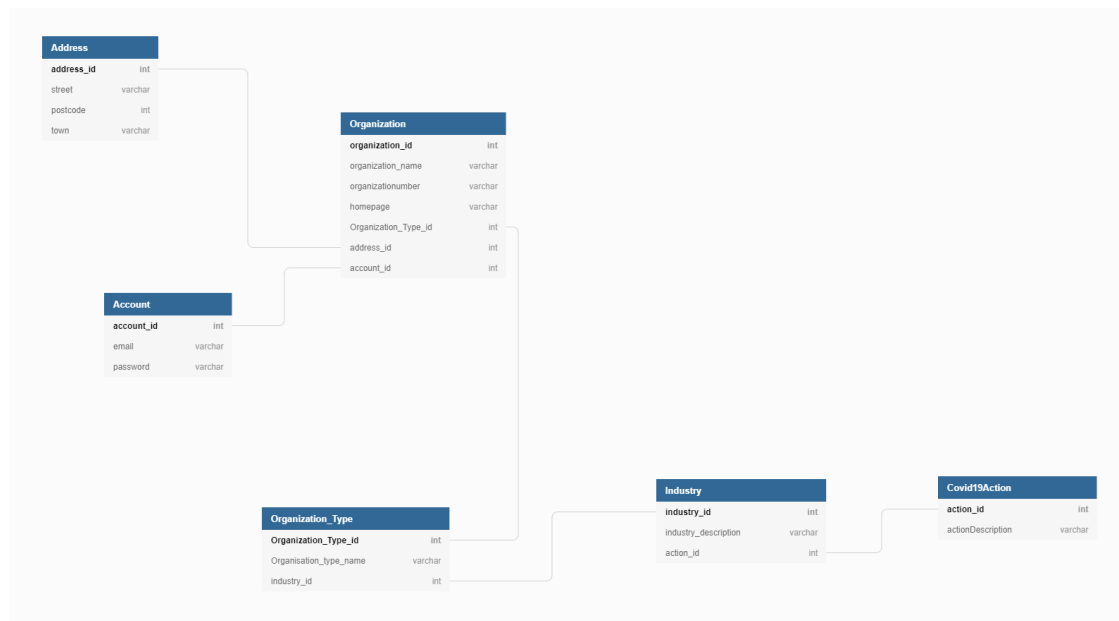 Address
address_id int
street varchar
postcode int
town varchar
Organization
organization_id int
organization_name varchar
organizationumber varchar
homepage varchar
Organization_Type_id int
address_id int
account_id int
Account
account_id int
email varchar
password varchar
Organization_Type
Organization_Type_id int
Organisation_type_name varchar
industry_id int
Industry
industry_id int
industry_description varchar
action_id int
Covid19Action
action_id int
actionDescription varchar